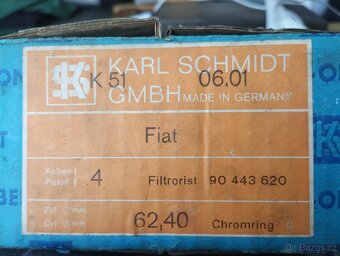 KS
K 51 06.01
KARL SCHMIDT
GMBH MADE IN GERMANY
Fiat
Kolben
Piston 4 Filtrorist 90 443 620
Zyl. ∅ mm
Cyl. ∅ mm 62,40 Chromring G
Bazos.cz